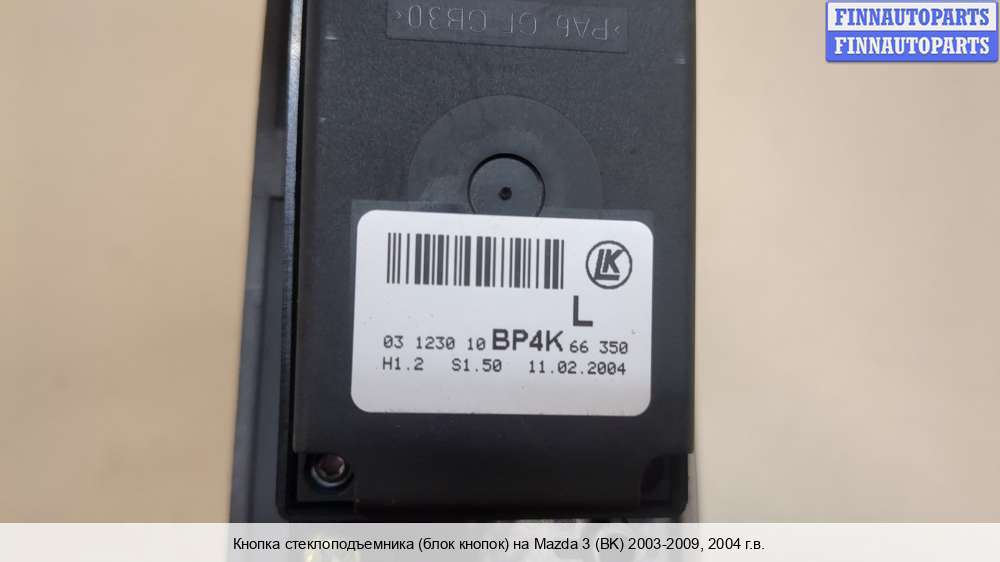 FINNAUTOPARTS
FINNAUTOPARTS
>PA6 GF GB30<
LK
L
03 1230 10 BP4K 66 350
H1.2 S1.50 11.02.2004
Кнопка стеклоподъемника (блок кнопок) на Mazda 3 (BK) 2003-2009, 2004 г.в.